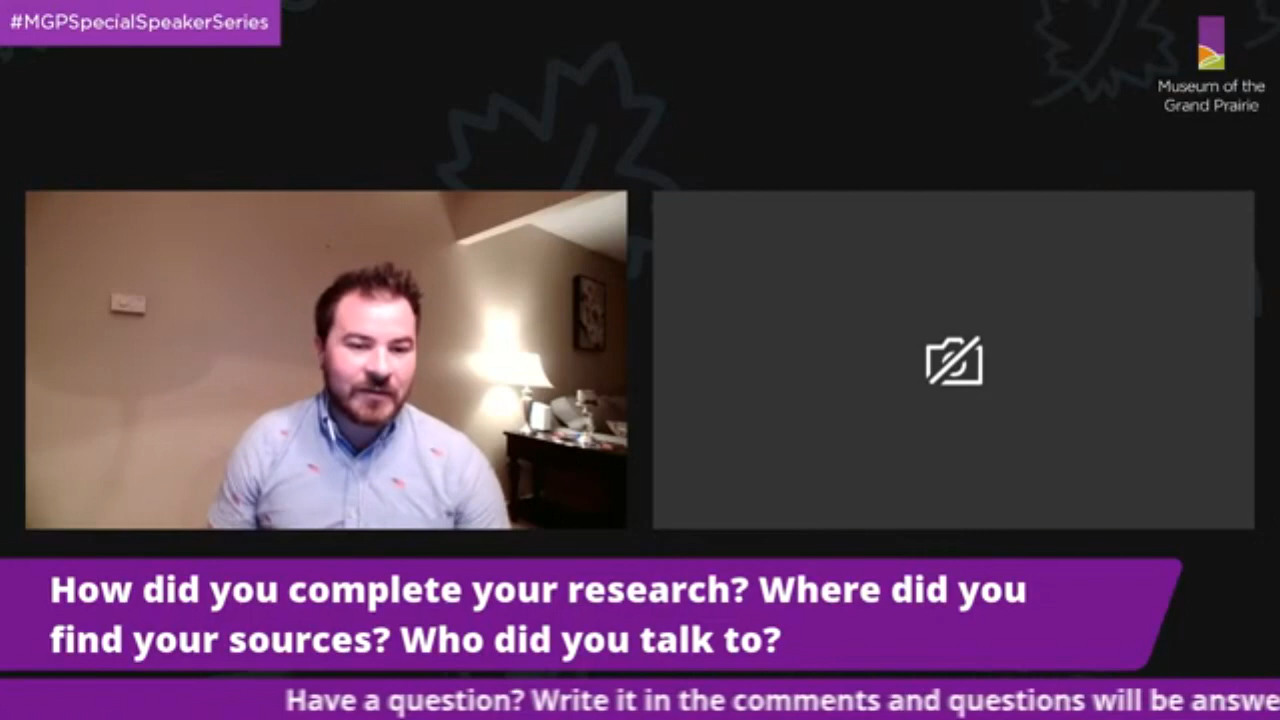 #MGPSpecialSpeakerSeries
Museum of the
Grand Prairie
How did you complete your research? Where did you
find your sources? Who did you talk to?
Have a question? Write it in the comments and questions will be answe